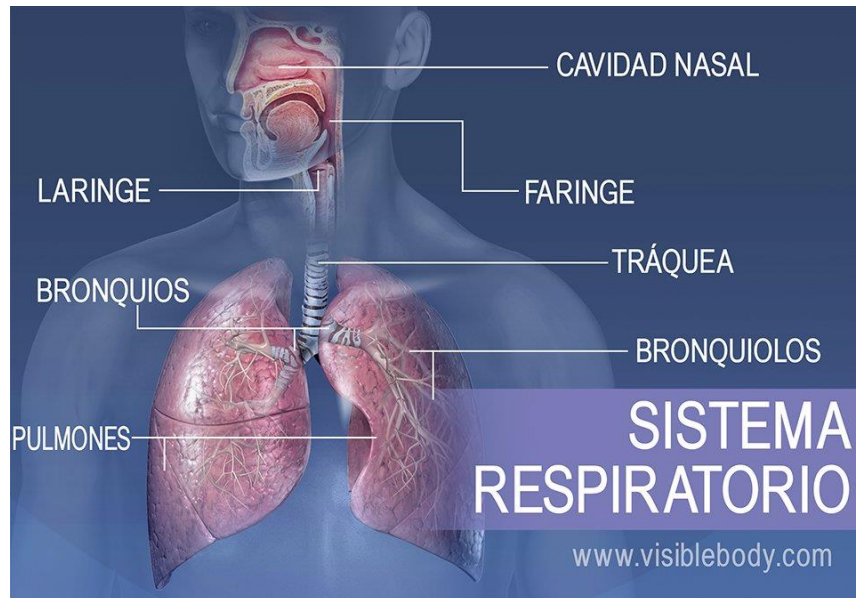 CAVIDAD NASAL
LARINGE
FARINGE
TRÁQUEA
BRONQUIOS
BRONQUIOLOS
PULMONES
SISTEMA
RESPIRATORIO
www.visiblebody.com